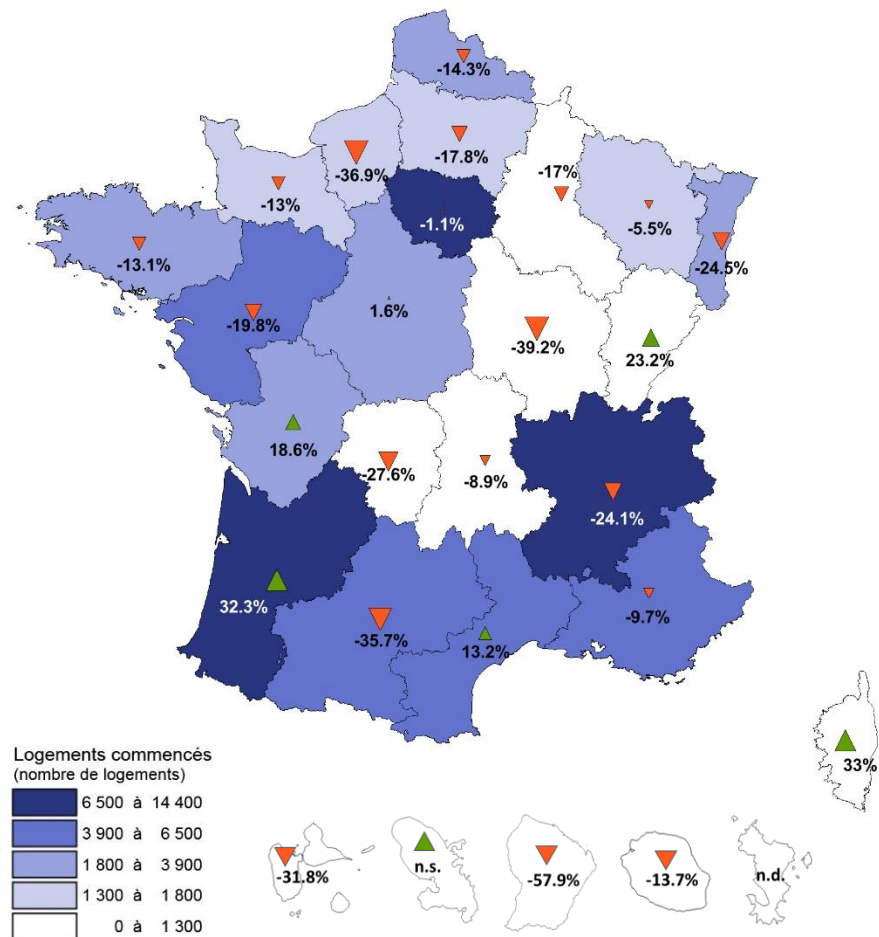 -14.3%
-17.8%
-36.9%
-17%
-13%
-5.5%
-1.1%
-24.5%
-13.1%
1.6%
-19.8%
-39.2%
23.2%
18.6%
-27.6%
-8.9%
-24.1%
32.3%
-9.7%
-35.7%
13.2%
33%
Logements commencés
(nombre de logements)
6 500 à 14 400
3 900 à 6 500
1 800 à 3 900
1 300 à 1 800
0 à 1 300
-31.8%
n.s.
-57.9%
-13.7%
n.d.